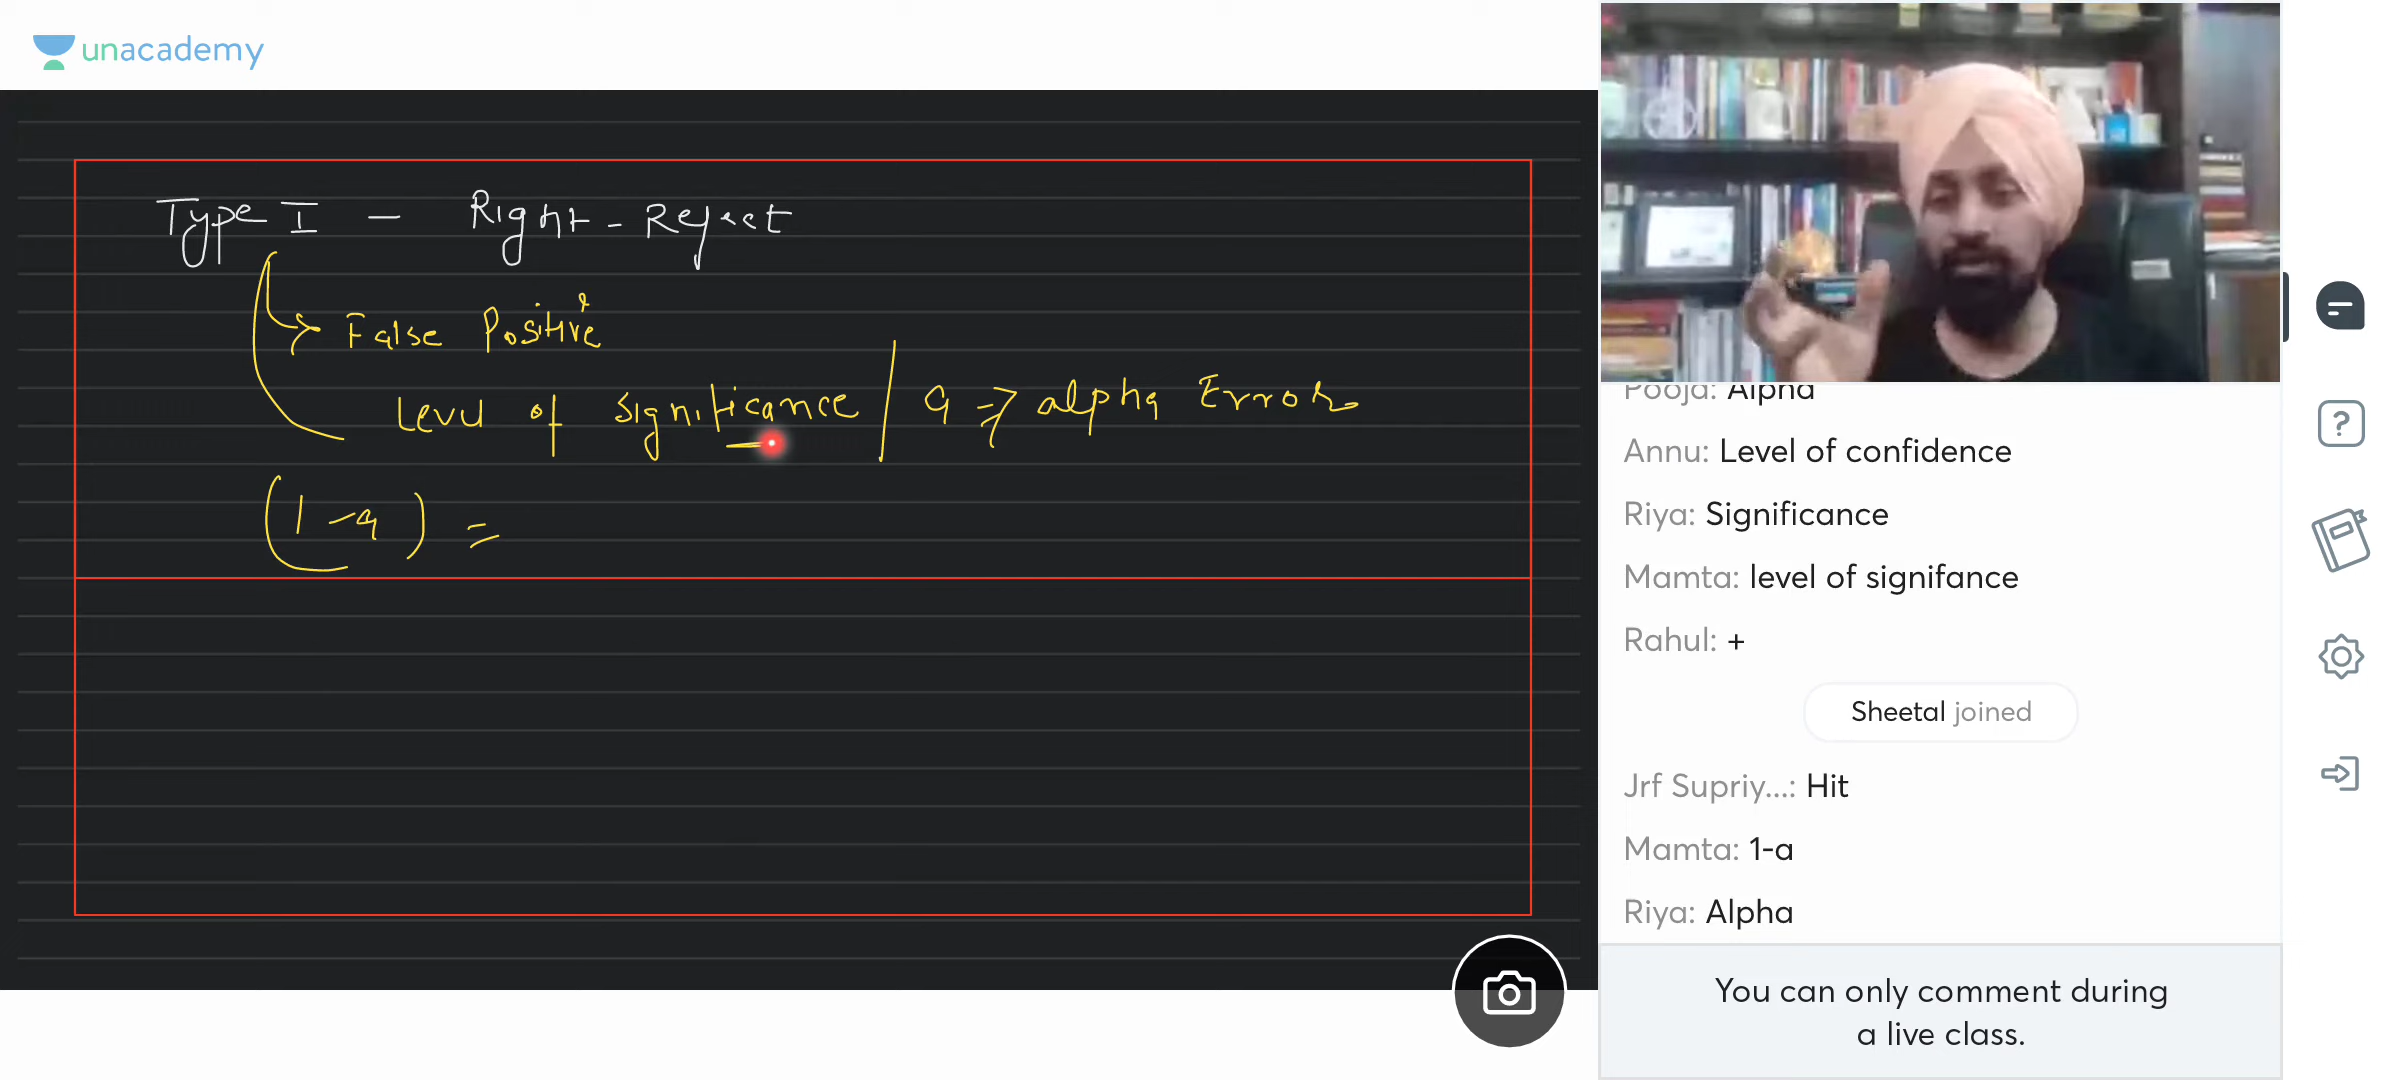 unacademy
Type I - Right - Reject
False Positive
Level of significance / α => alpha Error
(1-α) =
Pooja: Alpha
Annu: Level of confidence
Riya: Significance
Mamta: level of signifance
Rahul: +
Sheetal joined
Jrf Supriy...: Hit
Mamta: 1-a
Riya: Alpha
You can only comment during
a live class.